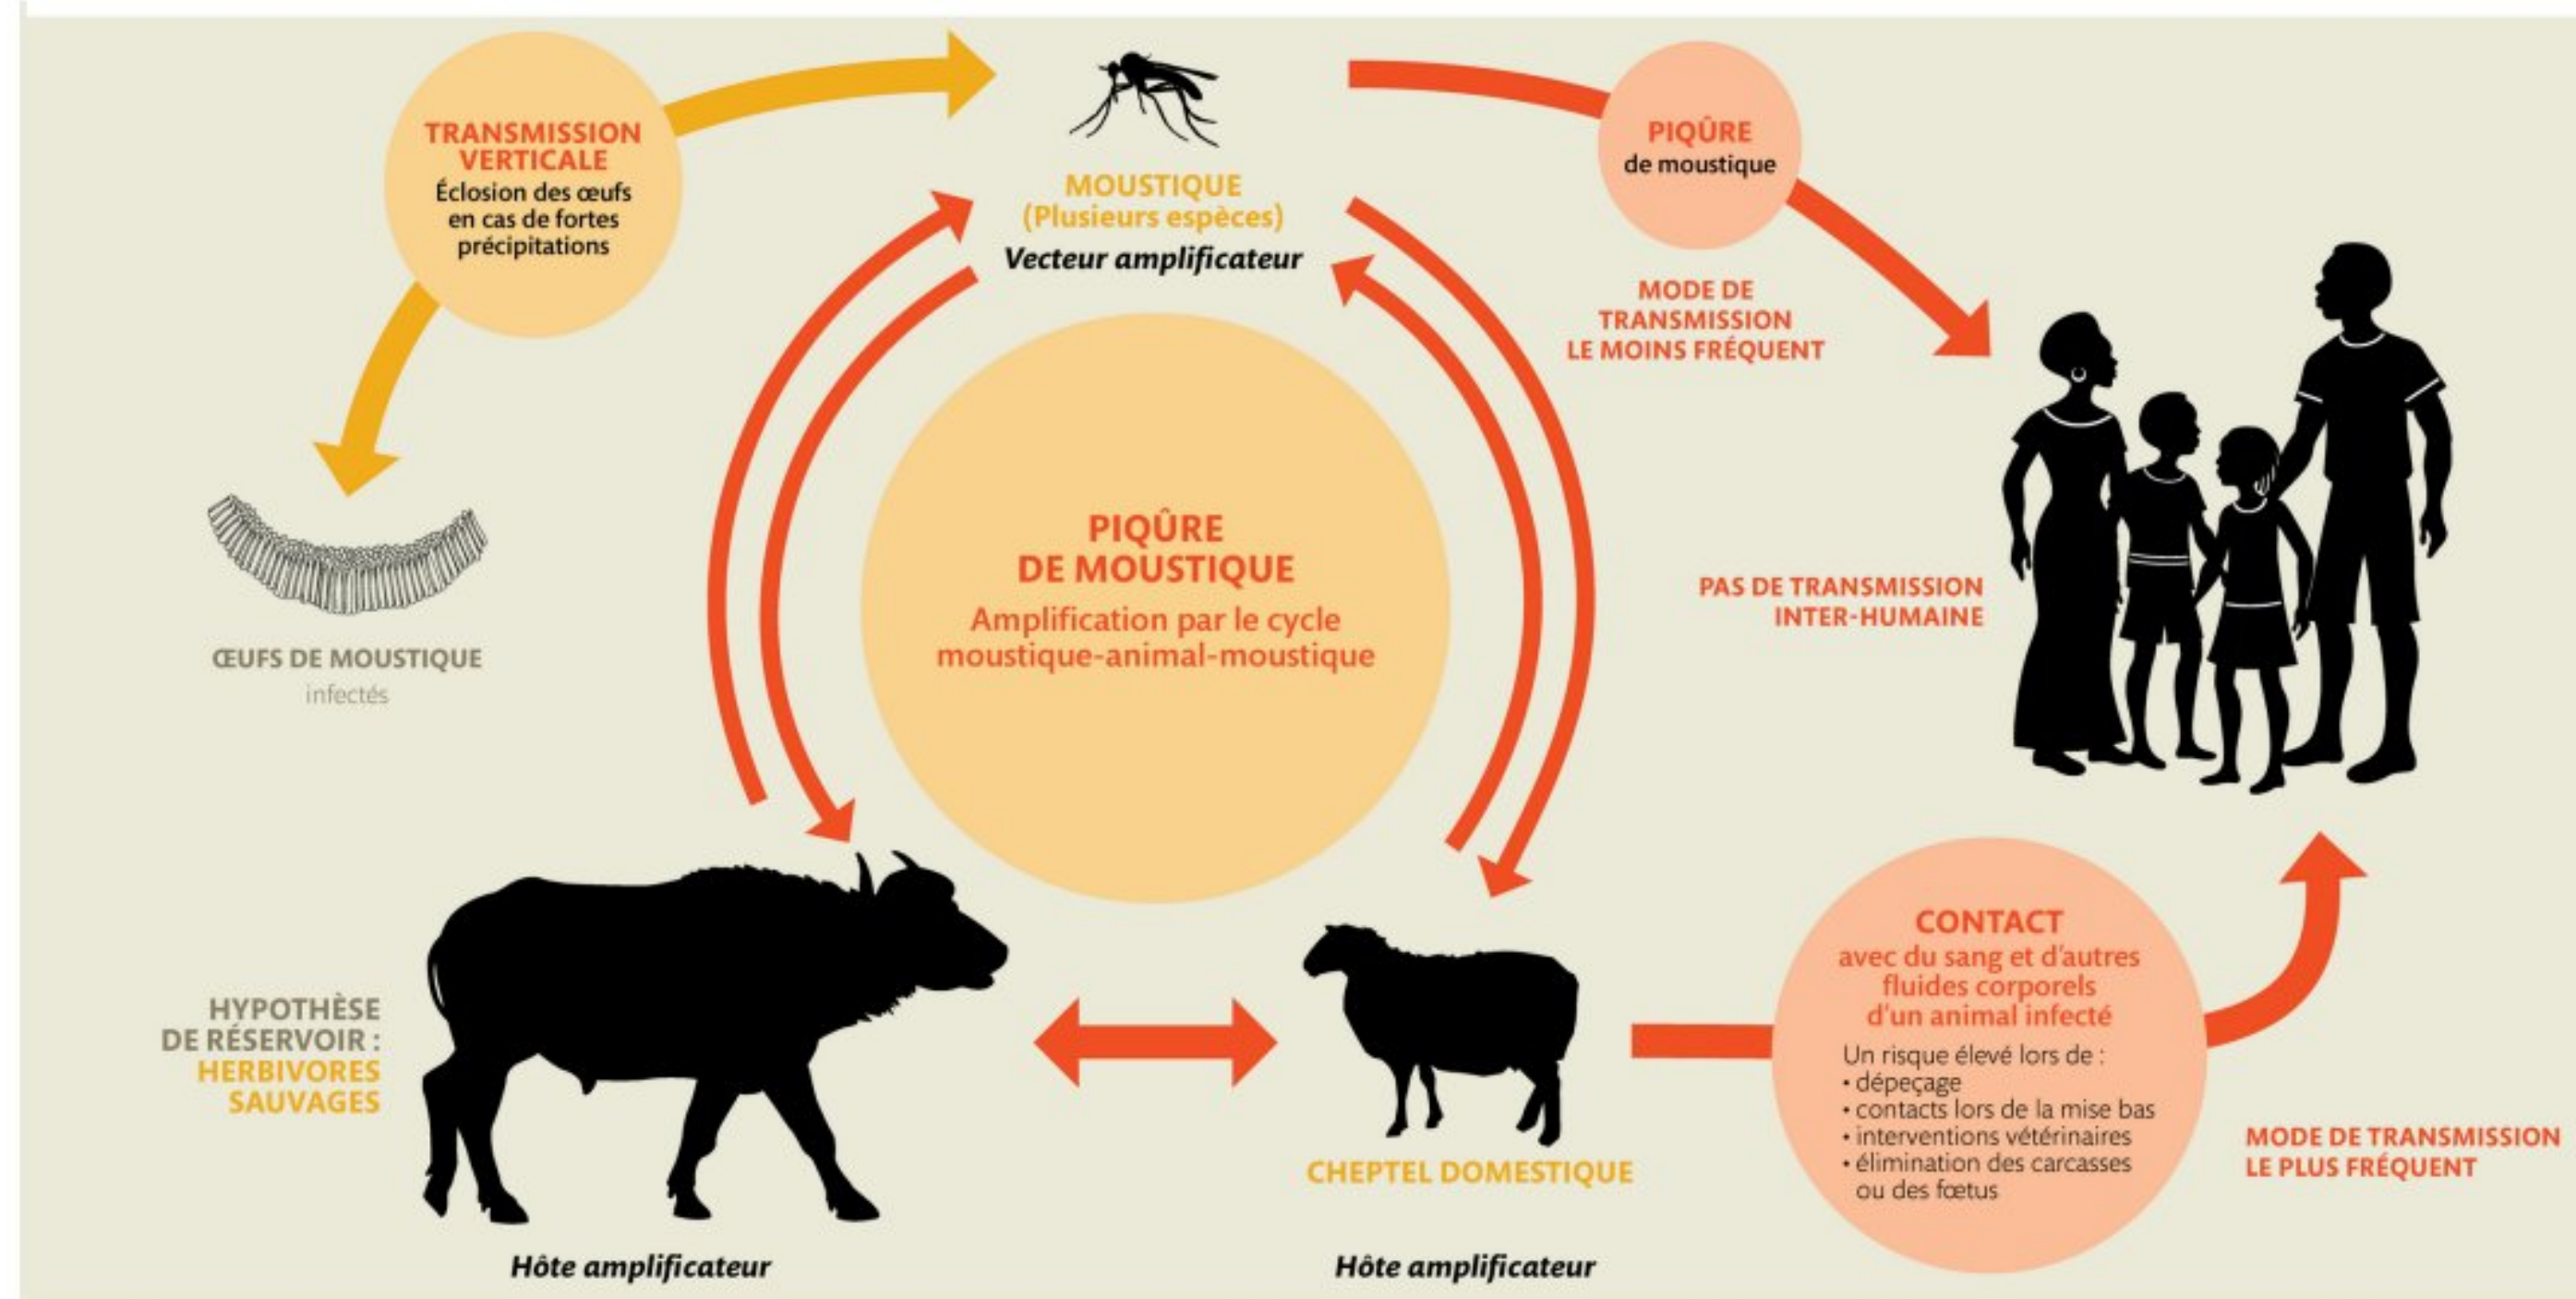 TRANSMISSION
VERTICALE
Éclosion des œufs
en cas de fortes
précipitations
MOUSTIQUE
(Plusieurs espèces)
Vecteur amplificateur
PIQÛRE
de moustique
MODE DE
TRANSMISSION
LE MOINS FRÉQUENT
PIQÛRE
DE MOUSTIQUE
Amplification par le cycle
moustique-animal-moustique
ŒUFS DE MOUSTIQUE
infectés
PAS DE TRANSMISSION
INTER-HUMAINE
HYPOTHÈSE
DE RÉSERVOIR :
HERBIVORES
SAUVAGES
Hôte amplificateur
CHEPTEL DOMESTIQUE
Hôte amplificateur
CONTACT
avec du sang et d'autres
fluides corporels
d'un animal infecté
Un risque élevé lors de :
• dépeçage
• contacts lors de la mise bas
• interventions vétérinaires
• élimination des carcasses
ou des fœtus
MODE DE TRANSMISSION
LE PLUS FRÉQUENT